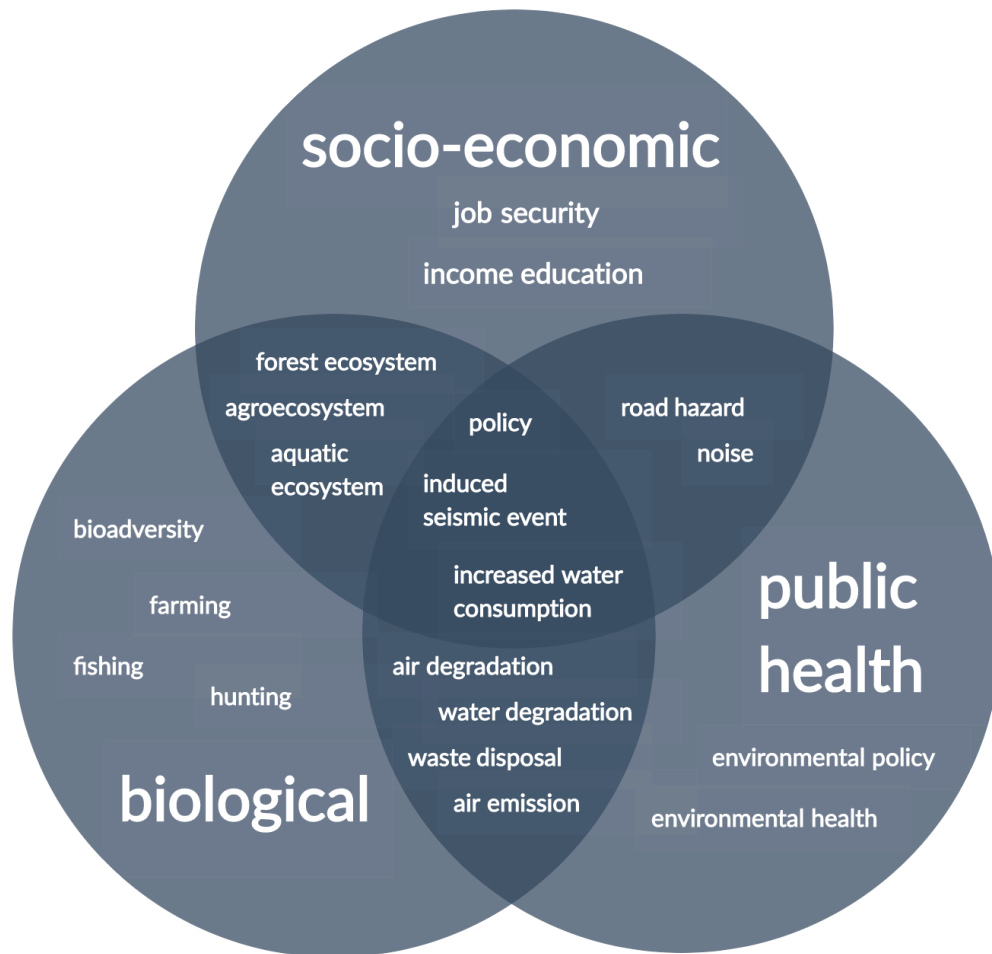 socio-economic
job security
income education
forest ecosystem
agroecosystem
aquatic
ecosystem
policy
induced
seismic event
increased water
consumption
road hazard
noise
bioadversity
farming
fishing
hunting
biological
air degradation
water degradation
waste disposal
air emission
public
health
environmental policy
environmental health